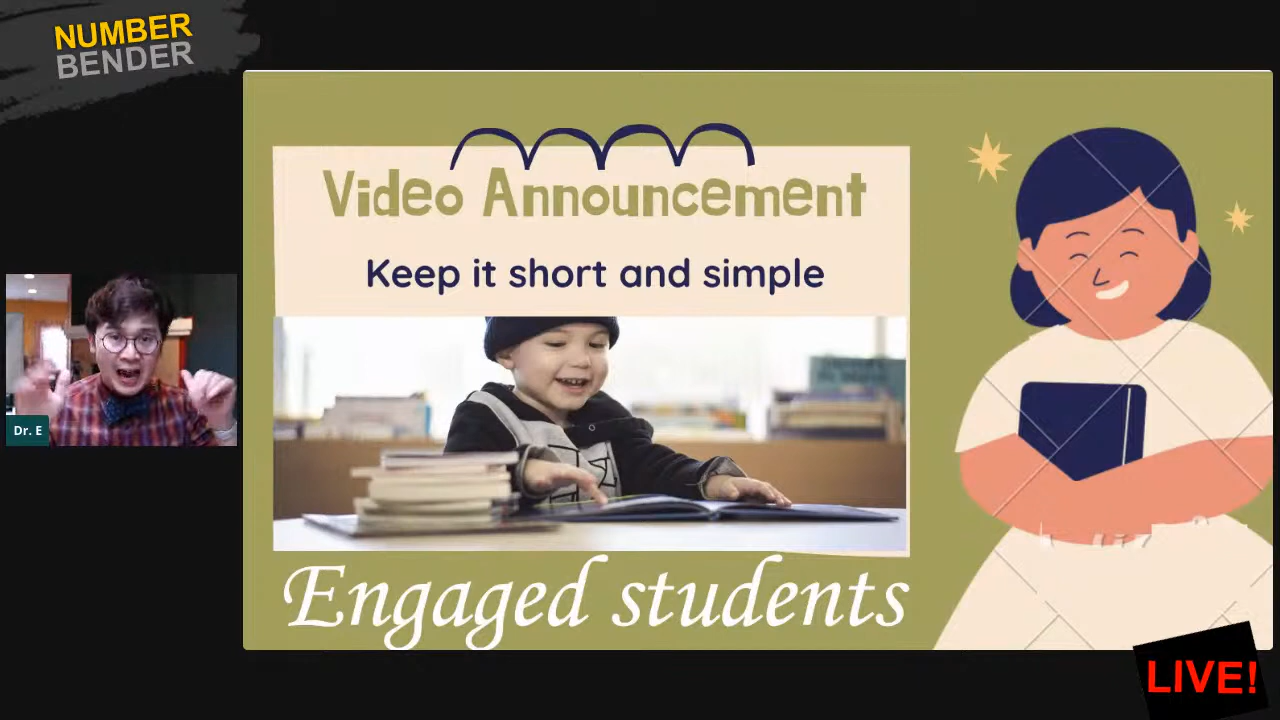 NUMBER
BENDER
Video Announcement
Keep it short and simple
Dr. E
Engaged students
LIVE!